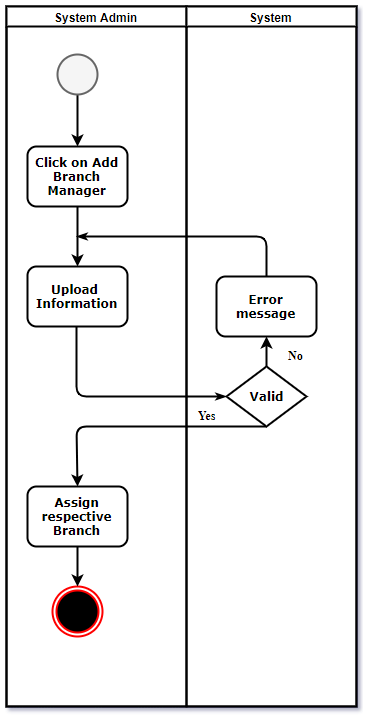 System Admin
System
Click on Add
Branch
Manager
Upload
Information
Error
message
No
Valid
Yes
Assign
respective
Branch